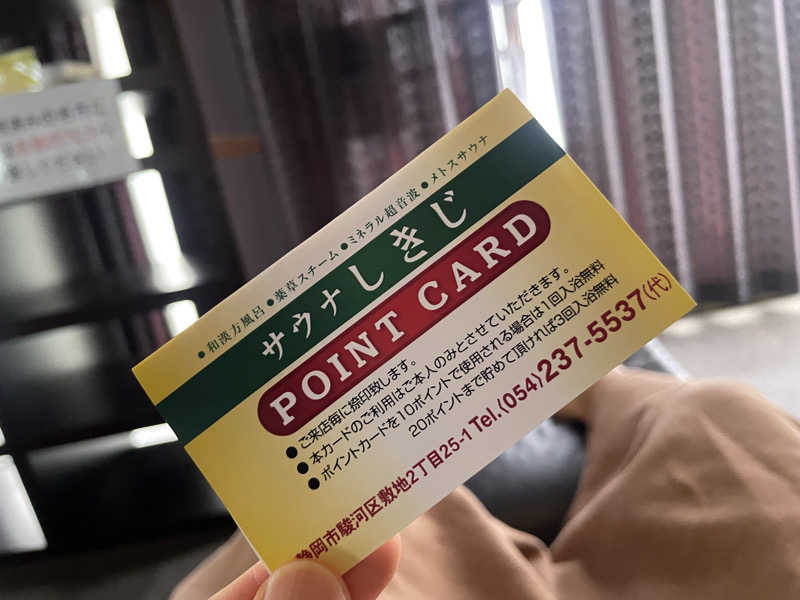 ●和漢方風呂 ●薬草スチーム ●ミネラル超音波 ●メトスサウナ
サウナしきじ
POINT CARD
●ご来店毎に捺印致します。
●本カードのご利用はご本人のみとさせていただきます。
●ポイントカードを10ポイントで使用される場合は1回入浴無料
20ポイントまで貯めて頂ければ3回入浴無料
静岡市駿河区敷地2丁目25-1 Tel.(054)237-5537(代)